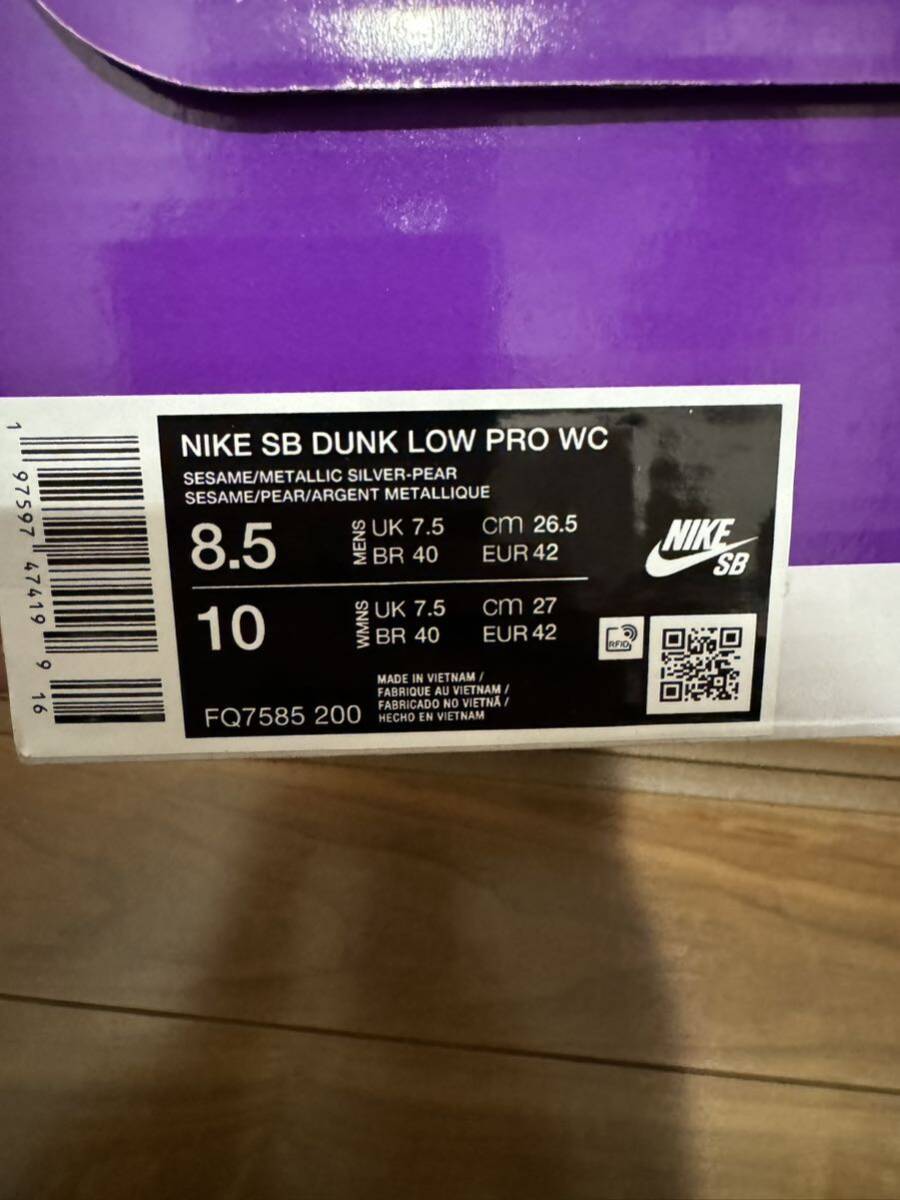 NIKE SB DUNK LOW PRO WC
SESAME/METALLIC SILVER-PEAR
SESAME/PEAR/ARGENT METALLIQUE
8.5
MENS
UK 7.5 cm 26.5
BR 40 EUR 42
10
WMNS
UK 7.5 cm 27
BR 40 EUR 42
NIKE
SB
RFID
FQ7585 200
MADE IN VIETNAM /
FABRIQUE AU VIETNAM /
FABRICADO NO VIETNÃ /
HECHO EN VIETNAM
1 97597 47419 9 16